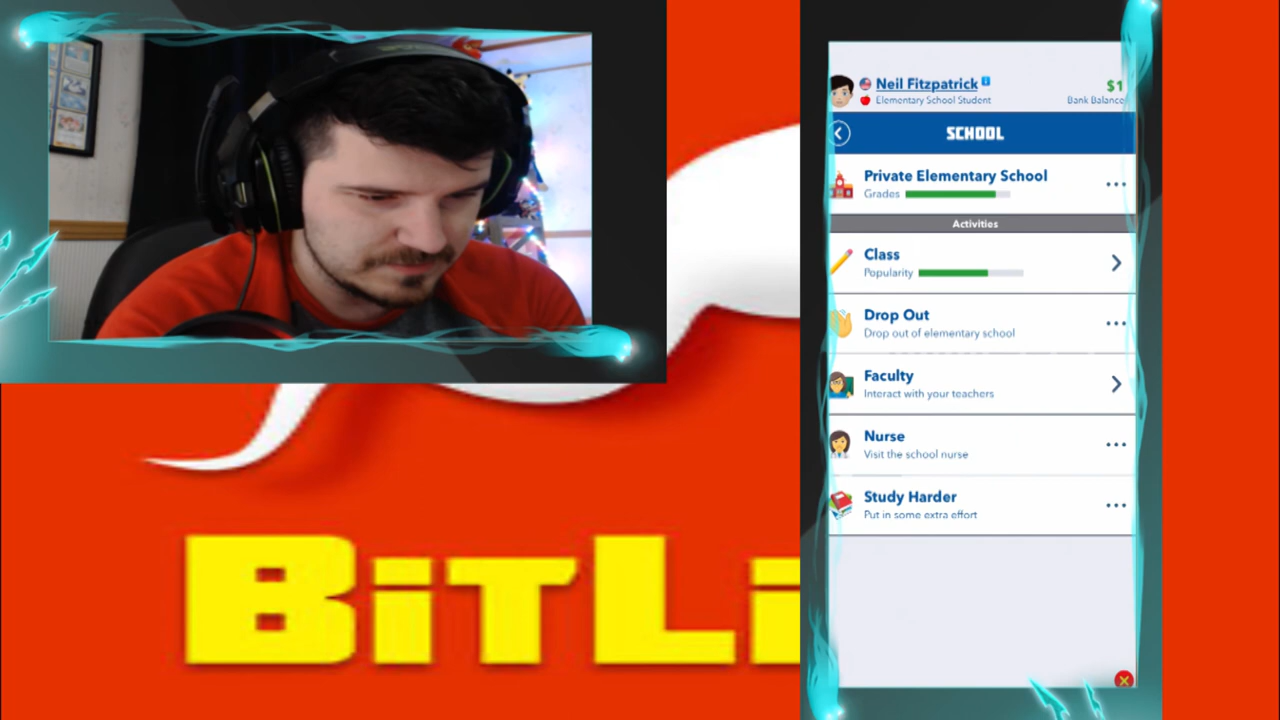 Neil Fitzpatrick
$1
Elementary School Student
Bank Balance
SCHOOL
Private Elementary School
Grades
Activities
Class
Popularity
Drop Out
Drop out of elementary school
Faculty
Interact with your teachers
Nurse
Visit the school nurse
Study Harder
Put in some extra effort
BiTLi